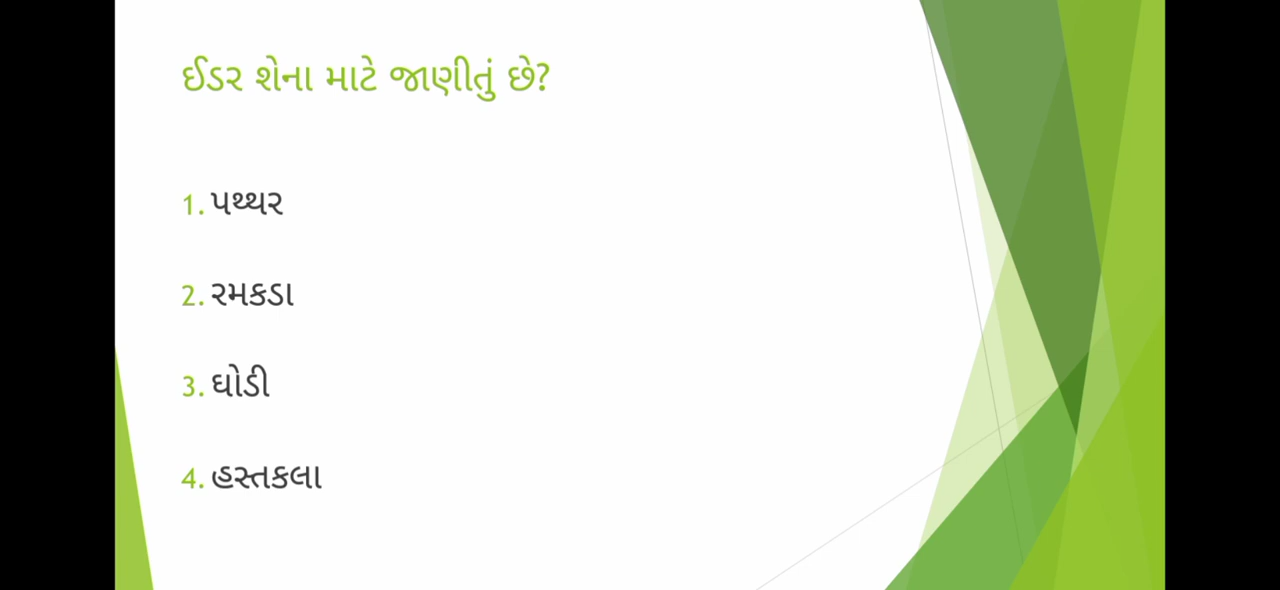 ઈડર શેના માટે જાણીતું છે?
1. પથ્થર
2. રમકડા
3. ઘોડી
4. હસ્તકલા